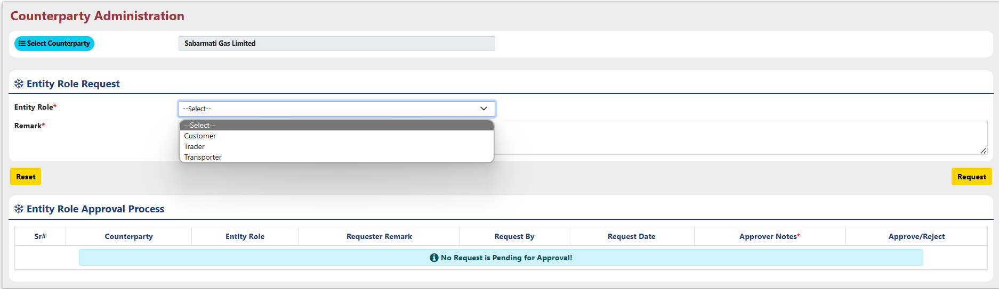 Counterparty Administration
Select Counterparty
Sabarmati Gas Limited
Entity Role Request
Entity Role*
--Select--
Remark*
--Select--
Customer
Trader
Transporter
Reset
Request
Entity Role Approval Process
Sr# Counterparty Entity Role Requester Remark Request By Request Date Approver Notes* Approve/Reject
No Request is Pending for Approval!